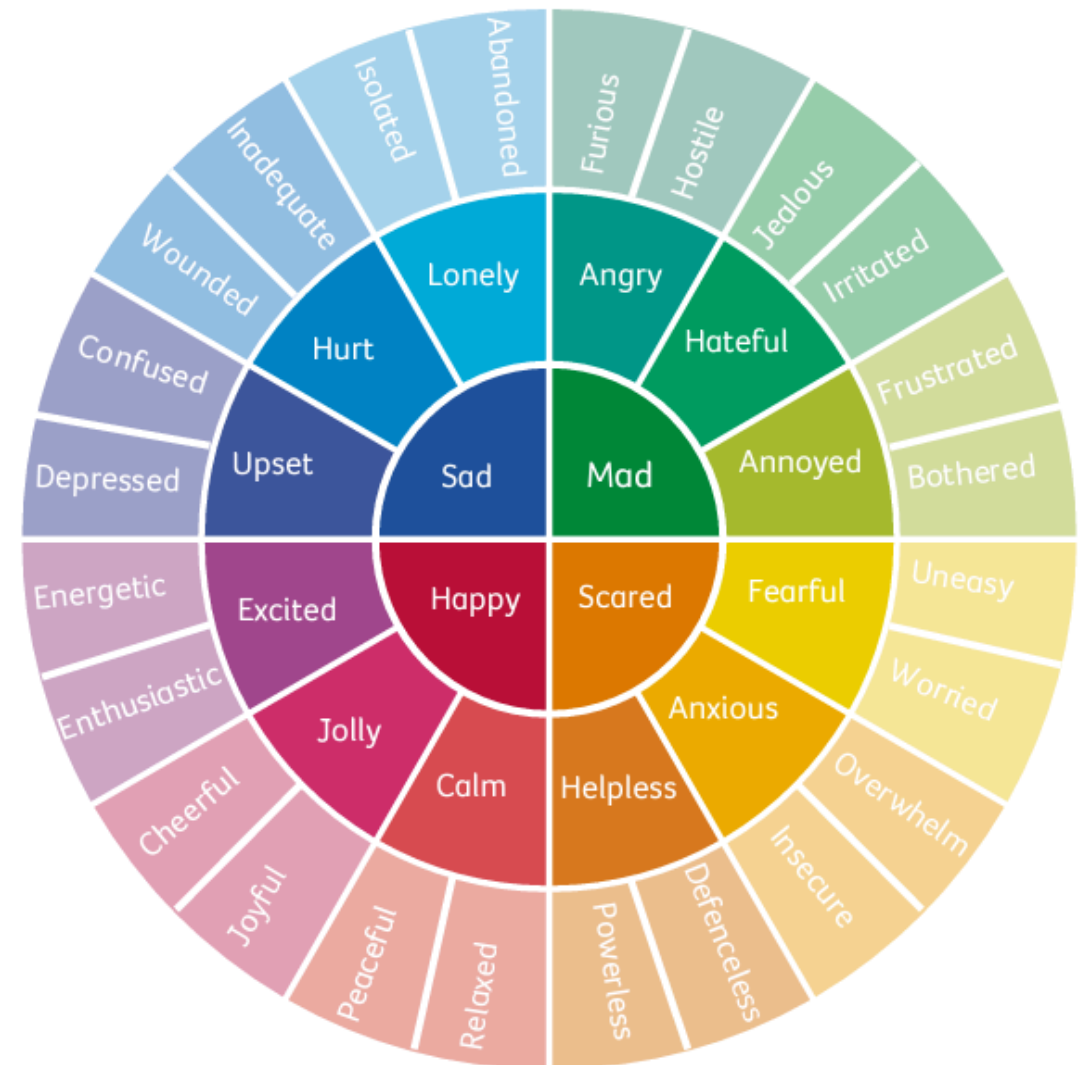 Sad
Mad
Scared
Happy
Lonely
Angry
Hateful
Annoyed
Fearful
Anxious
Helpless
Calm
Jolly
Excited
Upset
Hurt
Abandoned
Furious
Hostile
Jealous
Irritated
Frustrated
Bothered
Uneasy
Worried
Overwhelm
Insecure
Defenceless
Powerless
Relaxed
Peaceful
Joyful
Cheerful
Enthusiastic
Energetic
Depressed
Confused
Wounded
Inadequate
Isolated